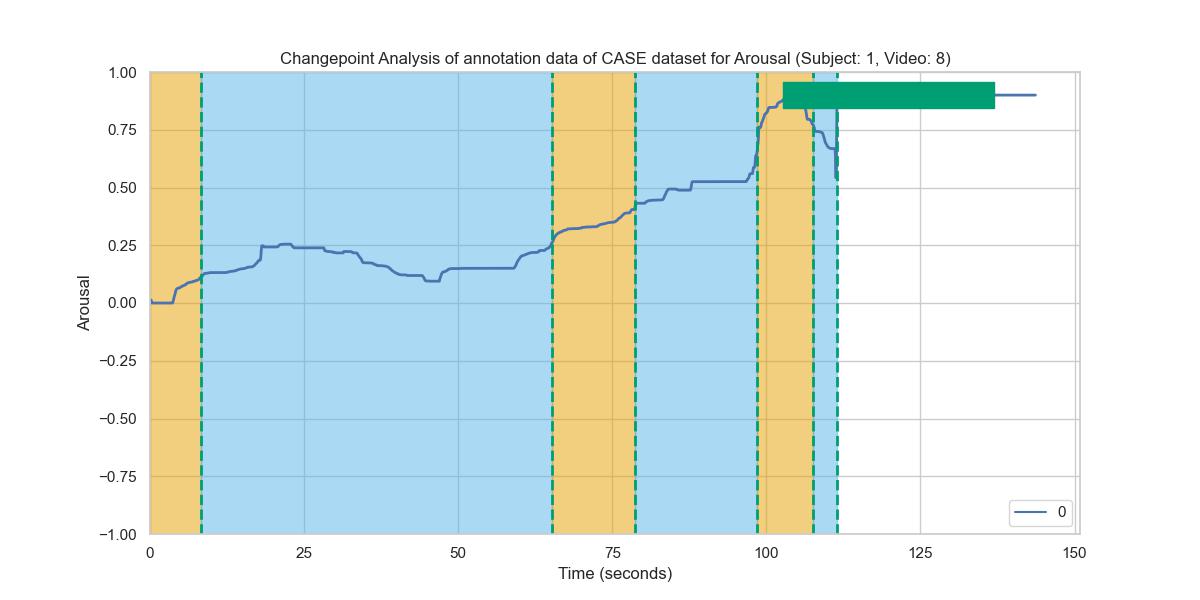 Changepoint Analysis of annotation data of CASE dataset for Arousal (Subject: 1, Video: 8)
1.00
0.75
0.50
0.25
0.00
−0.25
−0.50
−0.75
−1.00
Arousal
0
0 25 50 75 100 125 150
Time (seconds)